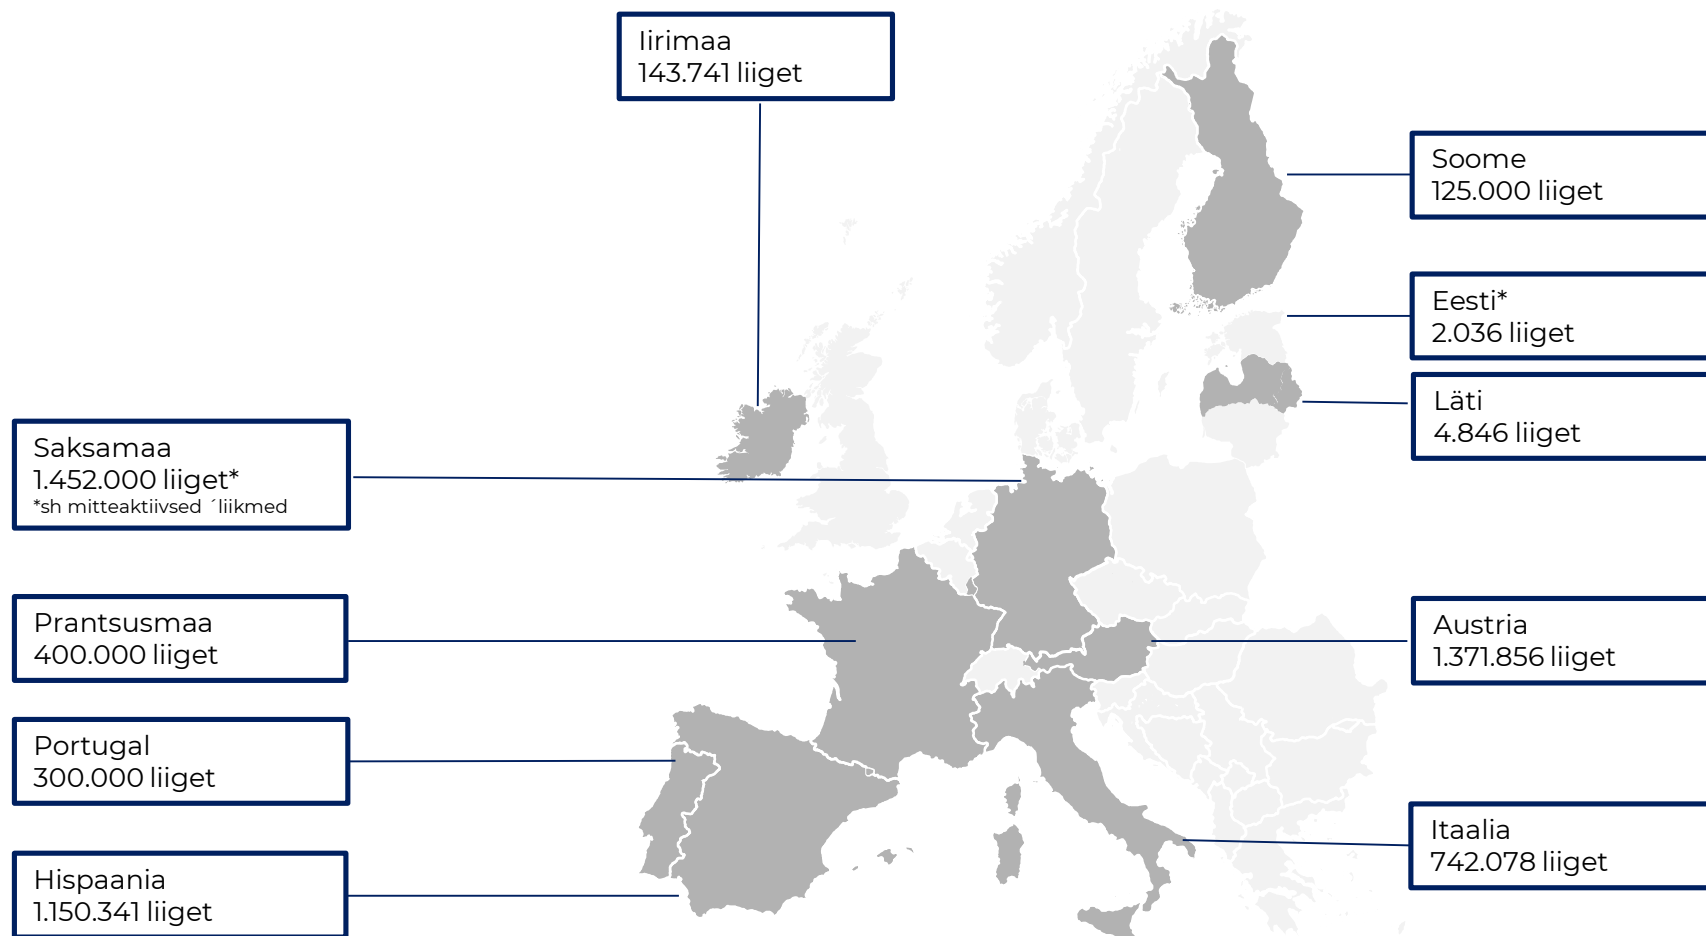 Iirimaa
143.741 liiget
Soome
125.000 liiget
Eesti*
2.036 liiget
Läti
4.846 liiget
Saksamaa
1.452.000 liiget*
*sh mitteaktiivsed ´liikmed
Prantsusmaa
400.000 liiget
Austria
1.371.856 liiget
Portugal
300.000 liiget
Itaalia
742.078 liiget
Hispaania
1.150.341 liiget